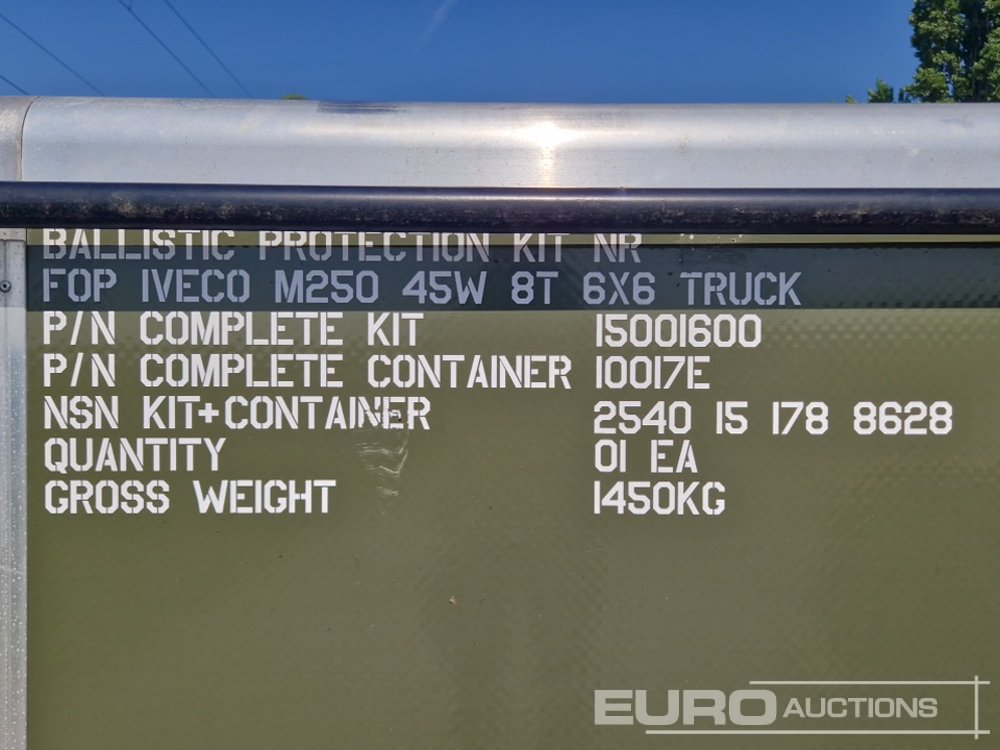 BALLISTIC PROTECTION KIT NR
FOP IVECO M250 45W 8T 6X6 TRUCK
P/N COMPLETE KIT 15001600
P/N COMPLETE CONTAINER 10017E
NSN KIT+CONTAINER 2540 15 178 8628
QUANTITY 01 EA
GROSS WEIGHT 1450KG
EURO AUCTIONS